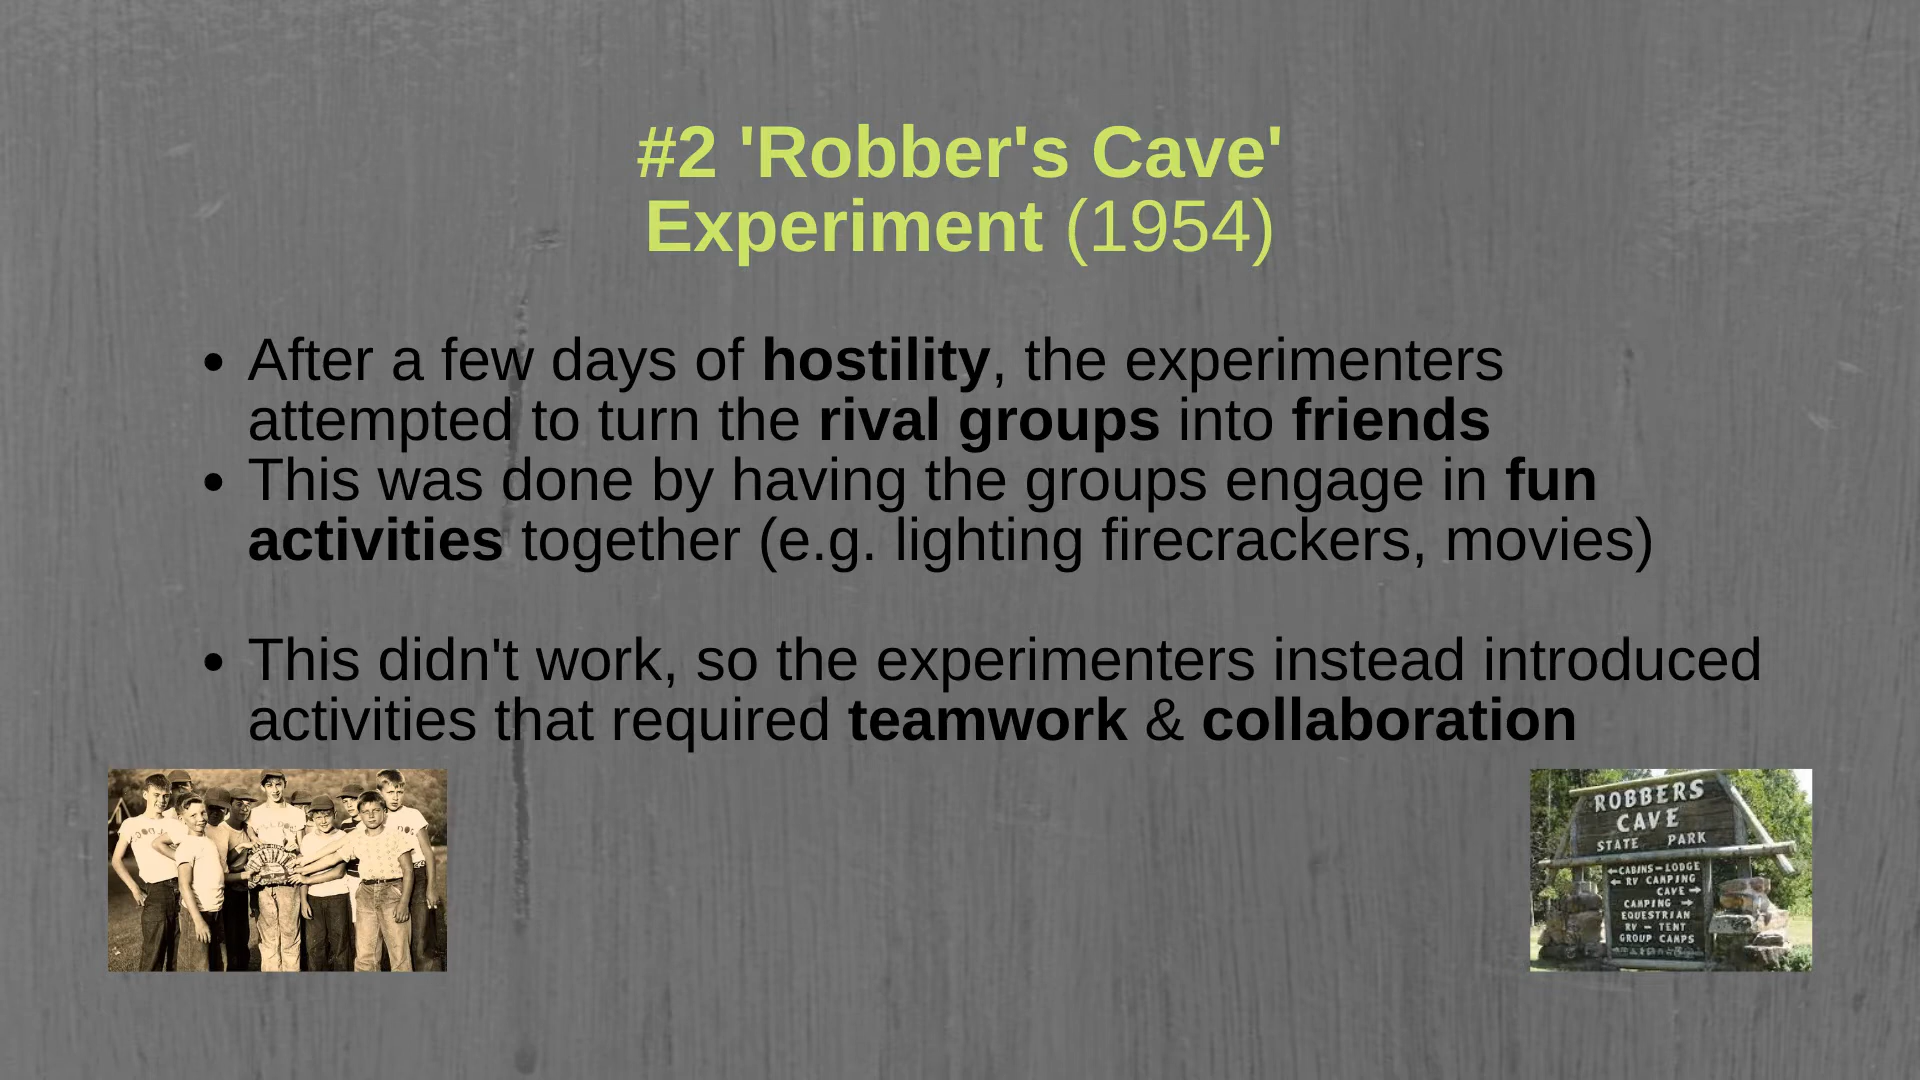 #2 'Robber's Cave'
Experiment (1954)
• After a few days of hostility, the experimenters
attempted to turn the rival groups into friends
• This was done by having the groups engage in fun
activities together (e.g. lighting firecrackers, movies)
• This didn't work, so the experimenters instead introduced
activities that required teamwork & collaboration
ROBBERS
CAVE
STATE PARK
←CABINS-LODGE
← RV CAMPING
CAVE →
CAMPING →
EQUESTRIAN
RV - TENT
GROUP CAMPS